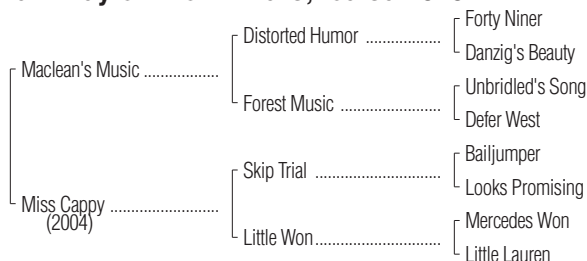 Forty Niner
Distorted Humor ....................
Danzig's Beauty
Maclean's Music ...................
Unbridled's Song
Forest Music ..........................
Defer West
Bailjumper
Skip Trial ................................
Looks Promising
Miss Cappy ............................
(2004)
Mercedes Won
Little Won................................
Little Lauren